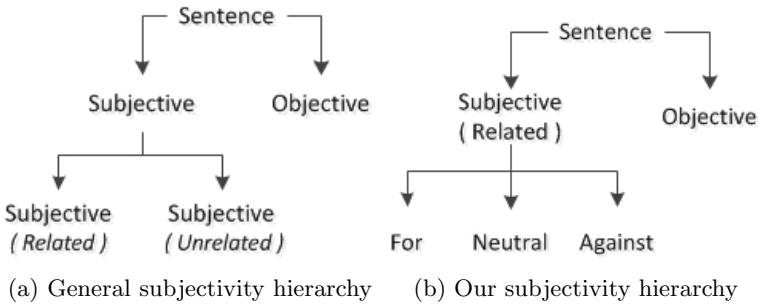 Sentence
Subjective
Objective
Subjective
( Related )
Subjective
( Unrelated )
(a) General subjectivity hierarchy
Sentence
Subjective
( Related )
Objective
For
Neutral
Against
(b) Our subjectivity hierarchy